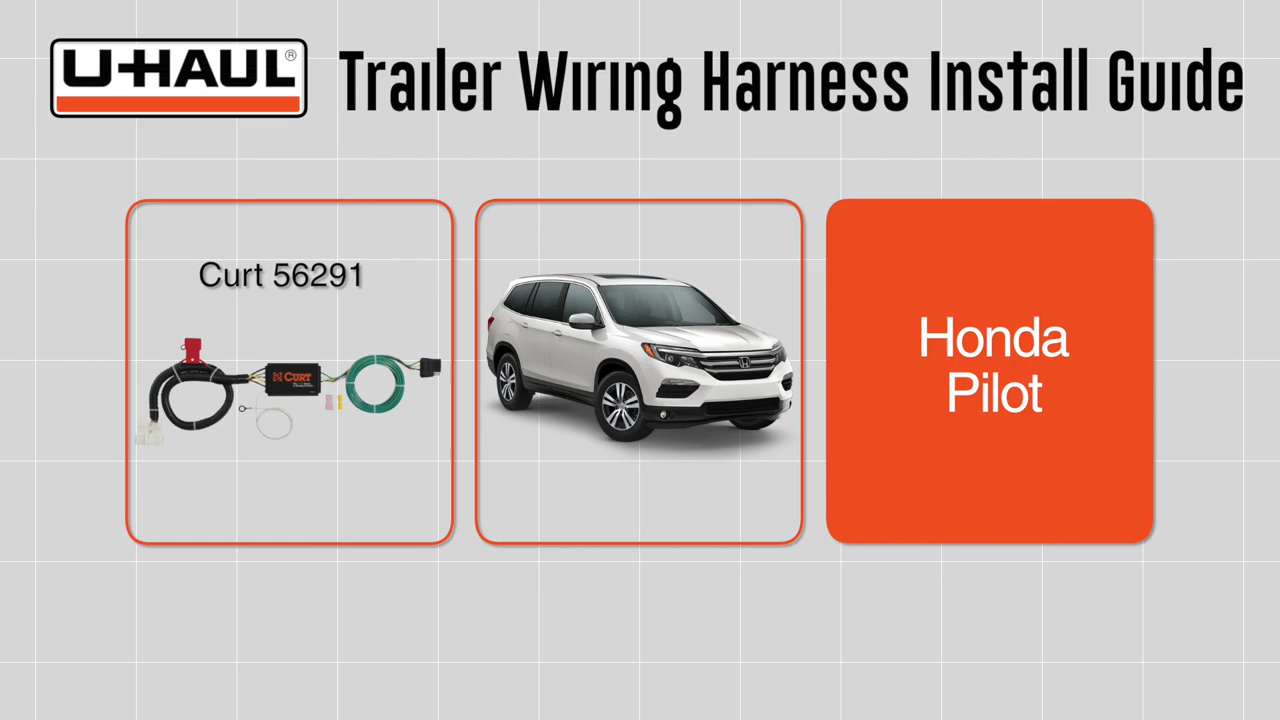 U-HAUL®
Trailer Wiring Harness Install Guide
Curt 56291
CURT
Honda
Pilot